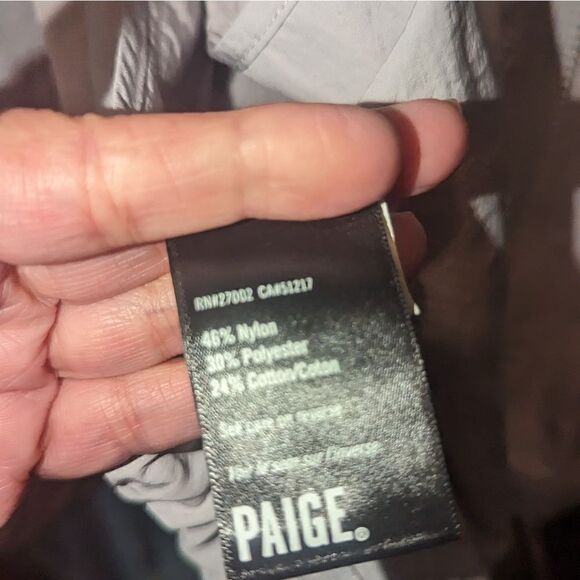 RN#27002 CA#51217
46% Nylon
30% Polyester
24% Cotton/Coton
PAIGE®